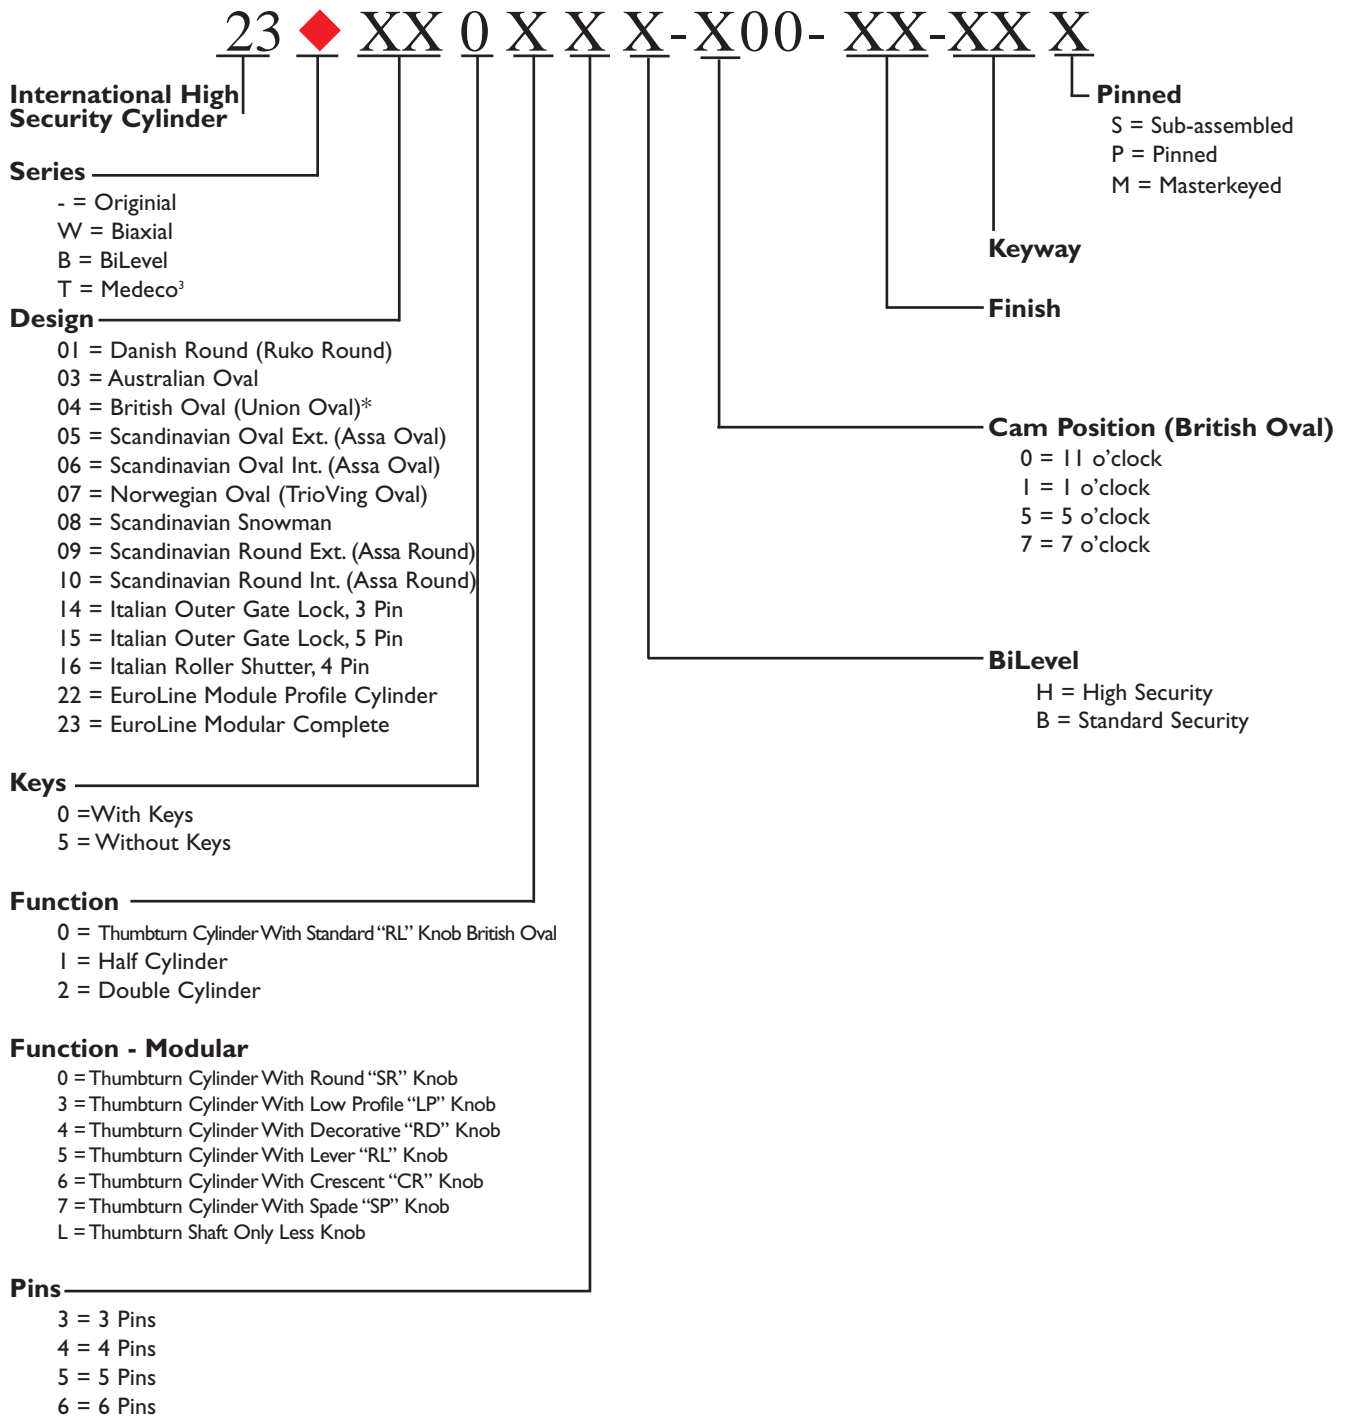 23 ◆ XX 0 X X X-X00- XX-XX X
International High
Security Cylinder
Series
- = Originial
W = Biaxial
B = BiLevel
T = Medeco³
Design
01 = Danish Round (Ruko Round)
03 = Australian Oval
04 = British Oval (Union Oval)*
05 = Scandinavian Oval Ext. (Assa Oval)
06 = Scandinavian Oval Int. (Assa Oval)
07 = Norwegian Oval (TrioVing Oval)
08 = Scandinavian Snowman
09 = Scandinavian Round Ext. (Assa Round)
10 = Scandinavian Round Int. (Assa Round)
14 = Italian Outer Gate Lock, 3 Pin
15 = Italian Outer Gate Lock, 5 Pin
16 = Italian Roller Shutter, 4 Pin
22 = EuroLine Module Profile Cylinder
23 = EuroLine Modular Complete
Keys
0 =With Keys
5 = Without Keys
Function
0 = Thumbturn Cylinder With Standard “RL” Knob British Oval
1 = Half Cylinder
2 = Double Cylinder
Function - Modular
0 = Thumbturn Cylinder With Round “SR” Knob
3 = Thumbturn Cylinder With Low Profile “LP” Knob
4 = Thumbturn Cylinder With Decorative “RD” Knob
5 = Thumbturn Cylinder With Lever “RL” Knob
6 = Thumbturn Cylinder With Crescent “CR” Knob
7 = Thumbturn Cylinder With Spade “SP” Knob
L = Thumbturn Shaft Only Less Knob
Pins
3 = 3 Pins
4 = 4 Pins
5 = 5 Pins
6 = 6 Pins
Pinned
S = Sub-assembled
P = Pinned
M = Masterkeyed
Keyway
Finish
Cam Position (British Oval)
0 = 11 o’clock
1 = 1 o’clock
5 = 5 o’clock
7 = 7 o’clock
BiLevel
H = High Security
B = Standard Security